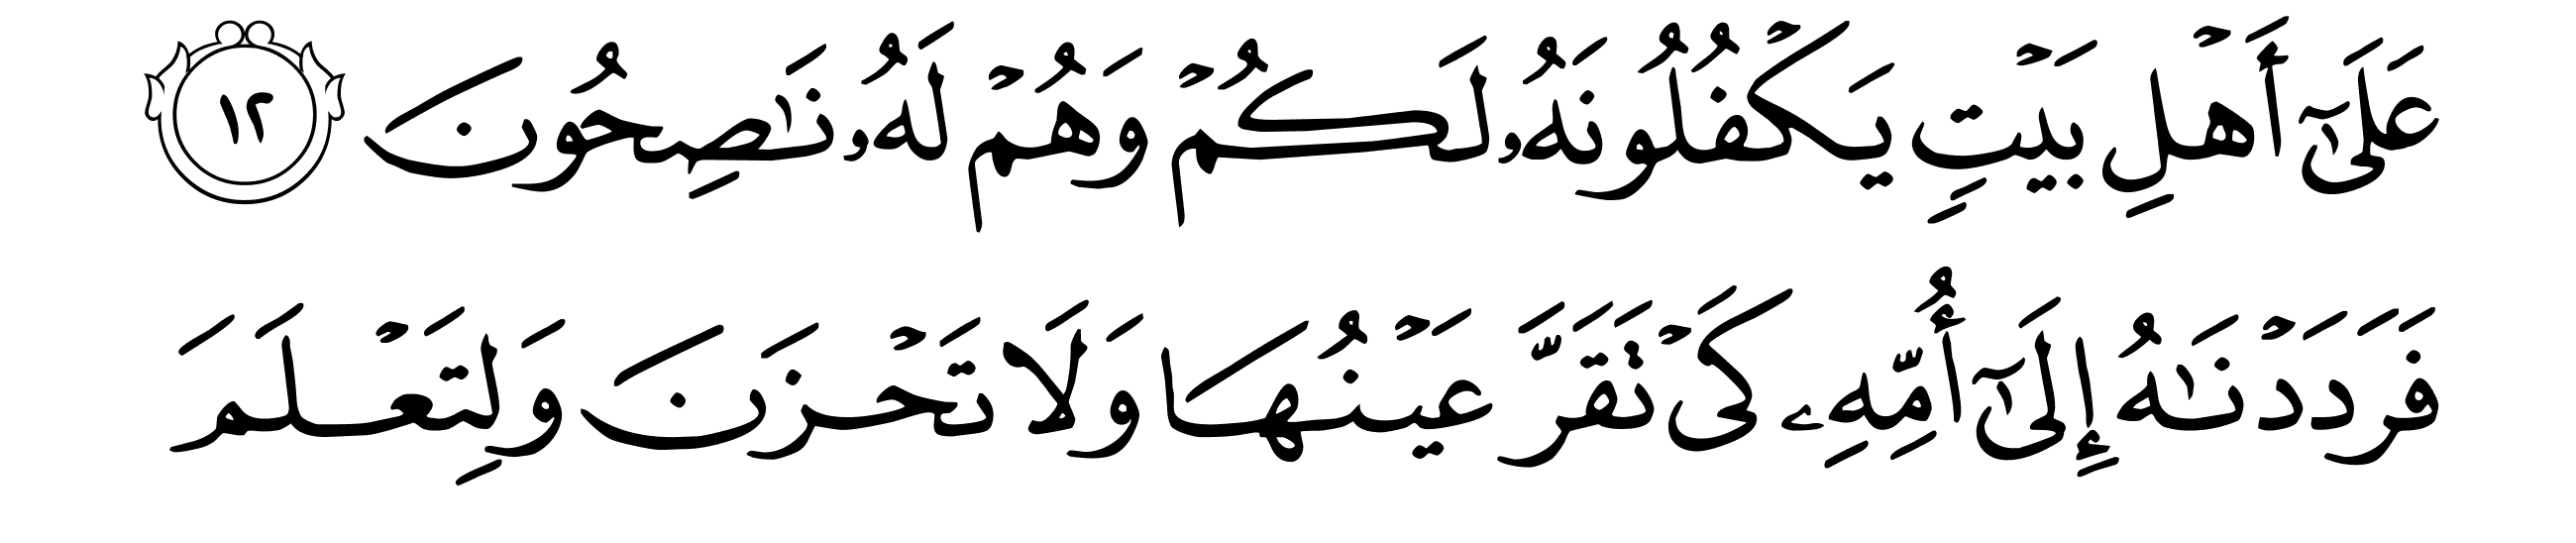 عَلَىٰٓ أَهْلِ بَيْتٍ يَكْفُلُونَهُۥ لَكُمْ وَهُمْ لَهُۥ نَٰصِحُونَ ١٢
فَرَدَدْنَٰهُ إِلَىٰٓ أُمِّهِۦ كَىْ تَقَرَّ عَيْنُهَا وَلَا تَحْزَنَ وَلِتَعْلَمَ